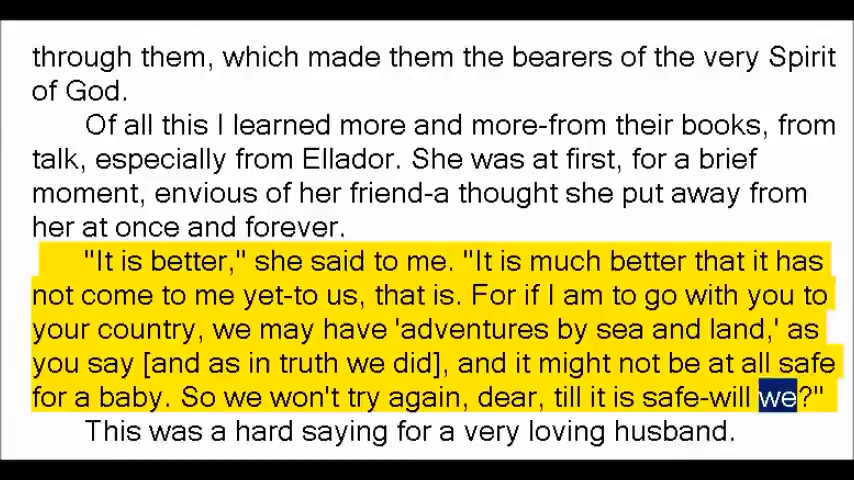 through them, which made them the bearers of the very Spirit
of God.
Of all this I learned more and more-from their books, from
talk, especially from Ellador. She was at first, for a brief
moment, envious of her friend-a thought she put away from
her at once and forever.
"It is better," she said to me. "It is much better that it has
not come to me yet-to us, that is. For if I am to go with you to
your country, we may have 'adventures by sea and land,' as
you say [and as in truth we did], and it might not be at all safe
for a baby. So we won't try again, dear, till it is safe-will we?"
This was a hard saying for a very loving husband.